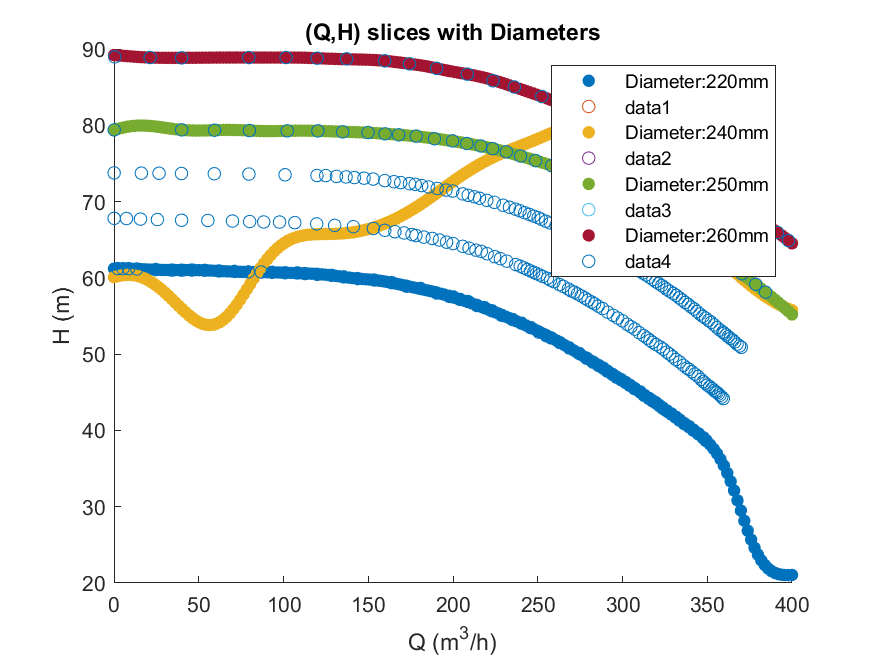 (Q,H) slices with Diameters
90
80
70
60
50
40
30
20
H (m)
Diameter:220mm
data1
Diameter:240mm
data2
Diameter:250mm
data3
Diameter:260mm
data4
0 50 100 150 200 250 300 350 400
Q (m³/h)